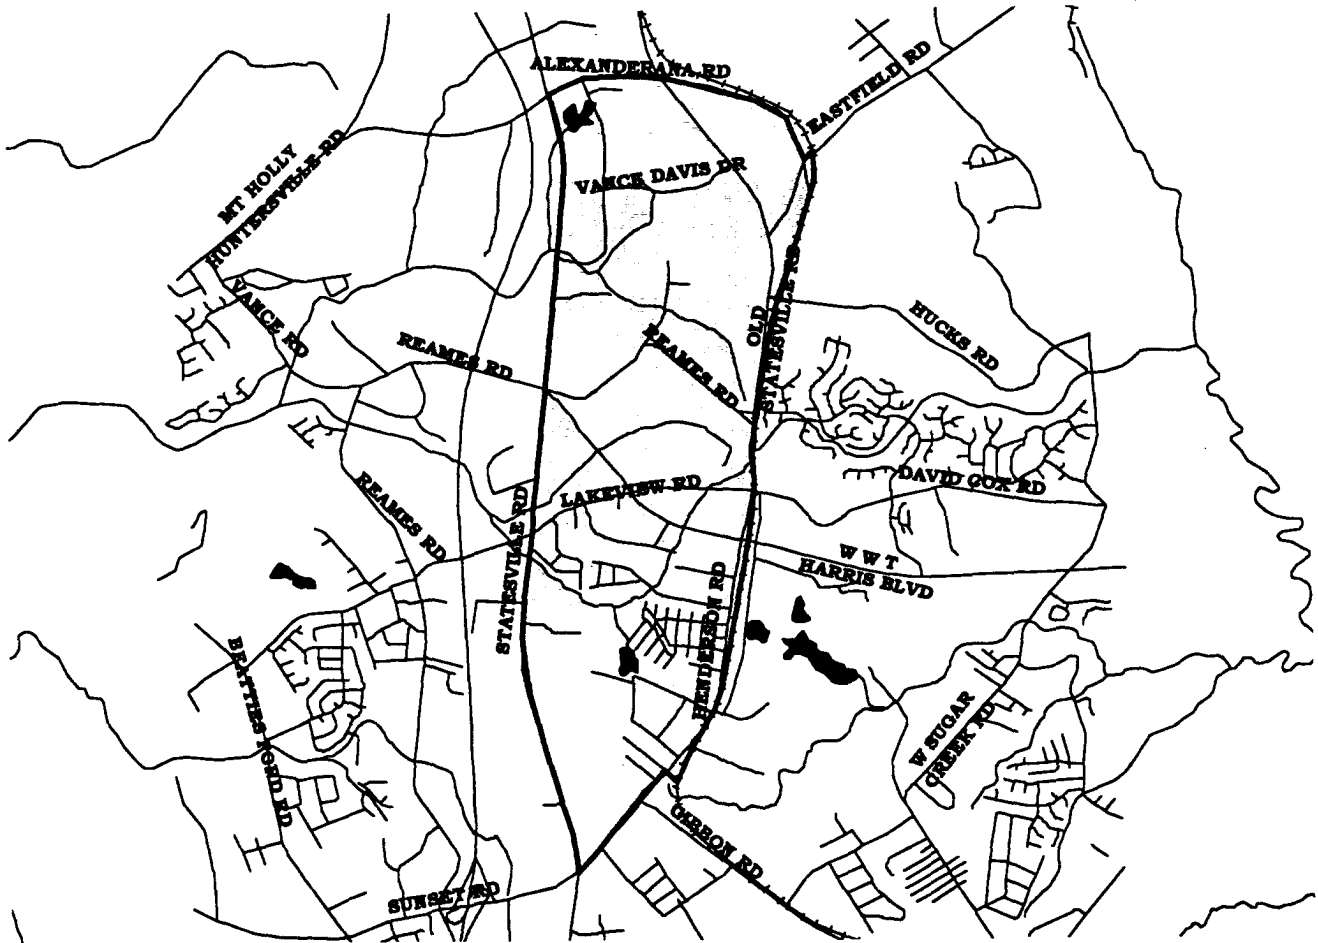 ALEXANDERANA RD
EASTFIELD RD
MT HOLLY
HUNTERSVILLE RD
VANCE DAVIS DR
VANCE RD
REAMES RD
REAMES RD
OLD
STATESVILLE RD
HUCKS RD
REAMES RD
LAKEVIEW RD
DAVID COX RD
STATESVILLE RD
W W T
HARRIS BLVD
HENDERSON RD
BEATTIES FORD RD
W SUGAR
CREEK RD
GIBBON RD
SUNSET RD